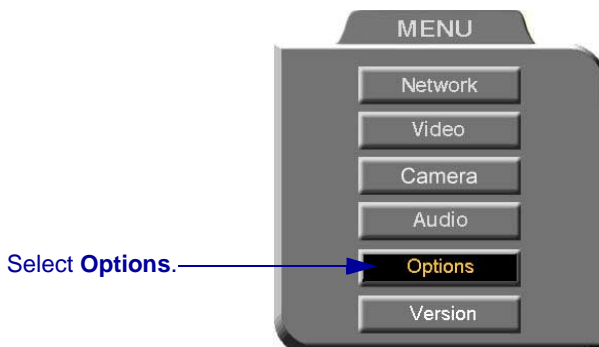 MENU
Network
Video
Camera
Audio
Select Options.
Options
Version